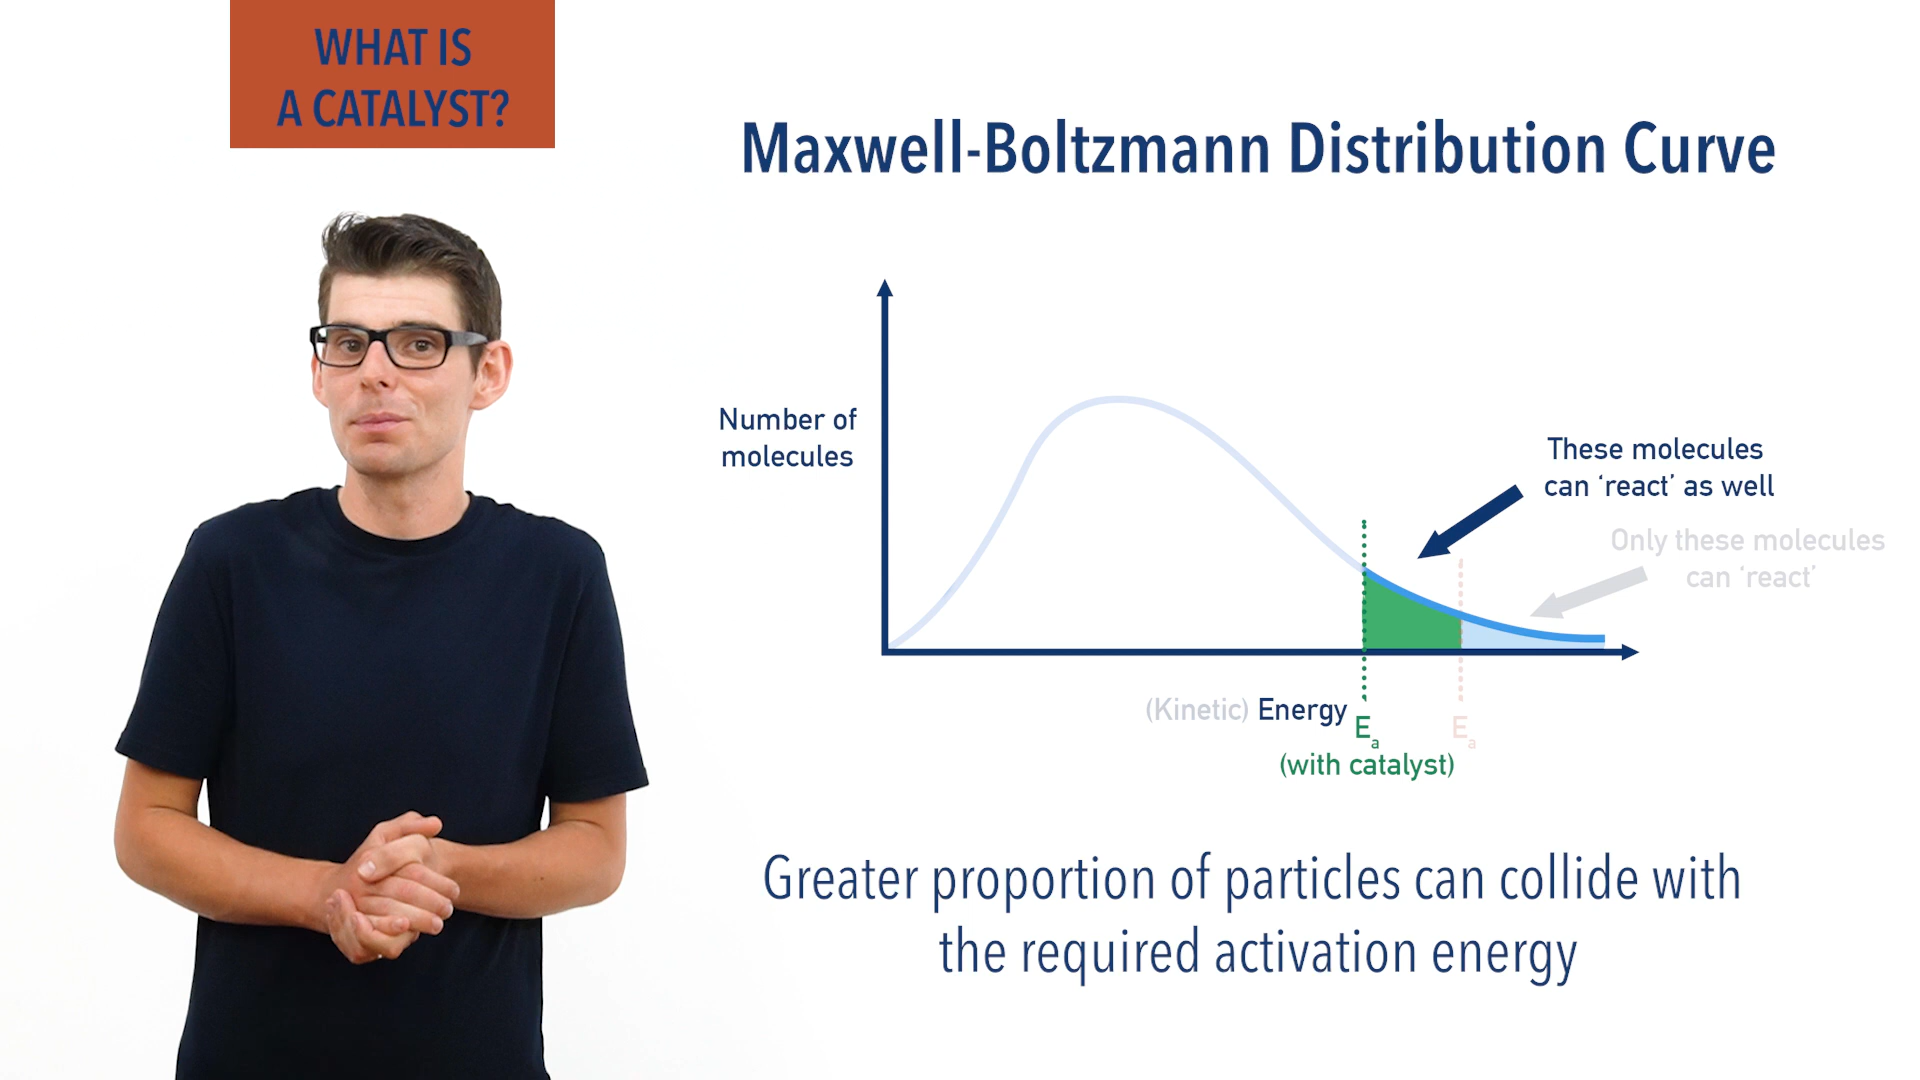 WHAT IS
A CATALYST?
Maxwell-Boltzmann Distribution Curve
Number of
molecules
These molecules
can ‘react’ as well
Only these molecules
can ‘react’
(Kinetic) Energy
Ea
(with catalyst)
Ea
Greater proportion of particles can collide with
the required activation energy